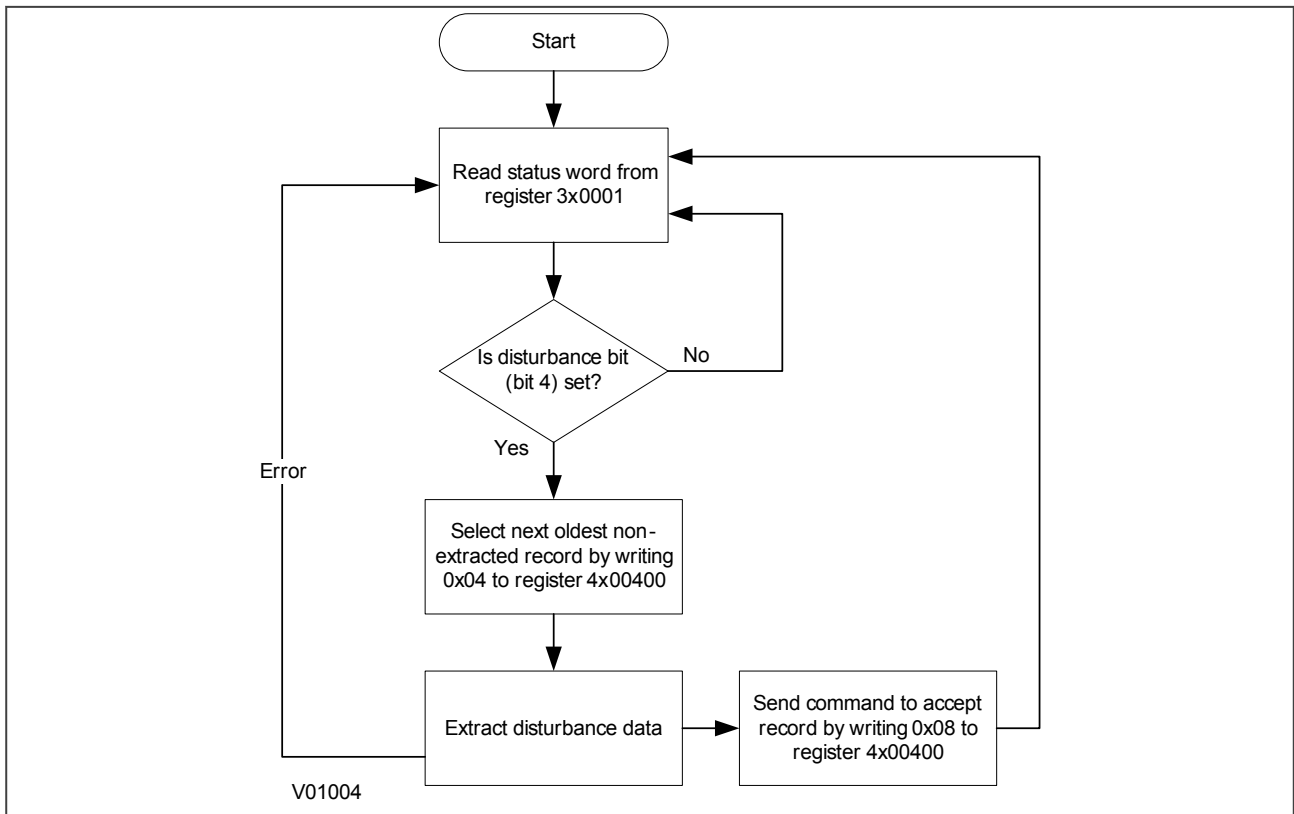 Start
Read status word from
register 3x0001
Is disturbance bit
(bit 4) set?
No
Yes
Error
Select next oldest non-
extracted record by writing
0x04 to register 4x00400
Extract disturbance data
Send command to accept
record by writing 0x08 to
register 4x00400
V01004